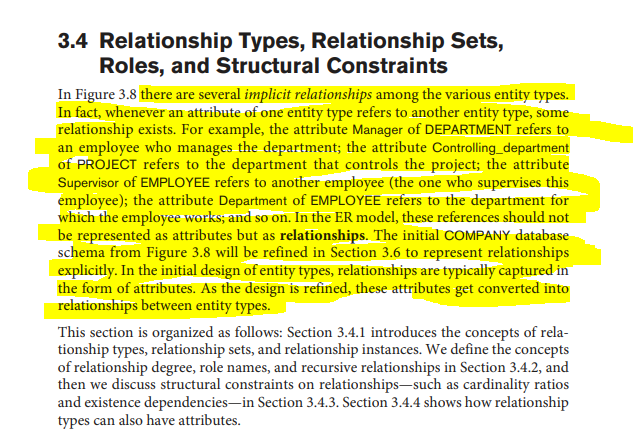 3.4 Relationship Types, Relationship Sets,
Roles, and Structural Constraints
In Figure 3.8 there are several implicit relationships among the various entity types.
In fact, whenever an attribute of one entity type refers to another entity type, some
relationship exists. For example, the attribute Manager of DEPARTMENT refers to
an employee who manages the department; the attribute Controlling_department
of PROJECT refers to the department that controls the project; the attribute
Supervisor of EMPLOYEE refers to another employee (the one who supervises this
employee); the attribute Department of EMPLOYEE refers to the department for
which the employee works; and so on. In the ER model, these references should not
be represented as attributes but as relationships. The initial COMPANY database
schema from Figure 3.8 will be refined in Section 3.6 to represent relationships
explicitly. In the initial design of entity types, relationships are typically captured in
the form of attributes. As the design is refined, these attributes get converted into
relationships between entity types.
This section is organized as follows: Section 3.4.1 introduces the concepts of rela-
tionship types, relationship sets, and relationship instances. We define the concepts
of relationship degree, role names, and recursive relationships in Section 3.4.2, and
then we discuss structural constraints on relationships—such as cardinality ratios
and existence dependencies—in Section 3.4.3. Section 3.4.4 shows how relationship
types can also have attributes.